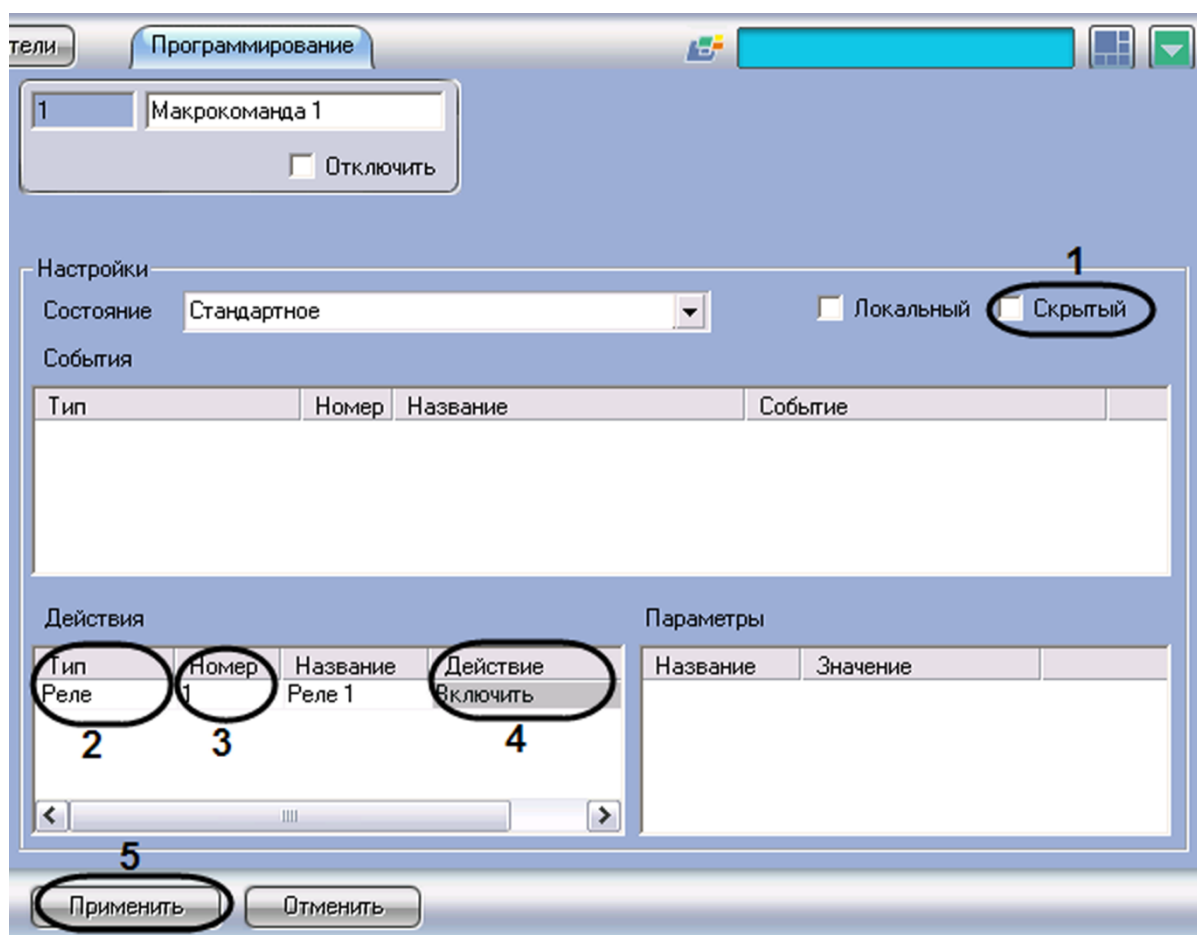 тели Программирование
1 Макрокоманда 1
Отключить
1
Настройки
Состояние Стандартное Локальный Скрытый
События
Тип Номер Название Событие
Действия Параметры
Тип Номер Название Действие Название Значение
Реле 1 Реле 1 Включить
2 3 4
5
Применить Отменить